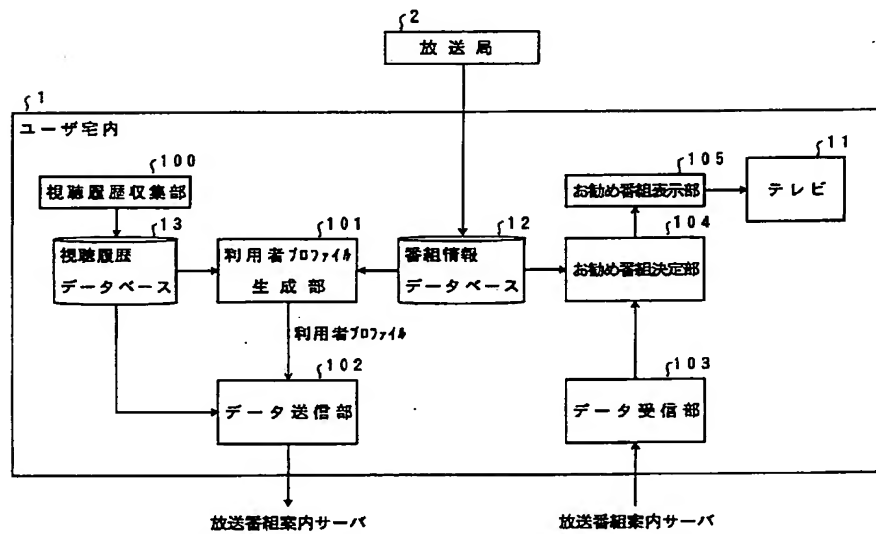 2
放送局
1
ユーザ宅内
100
視聴履歴収集部
105
お勧め番組表示部
11
テレビ
13
視聴履歴
データベース
101
利用者プロファイル
生成部
12
番組情報
データベース
104
お勧め番組決定部
利用者プロファイル
102
データ送信部
103
データ受信部
放送番組案内サーバ
放送番組案内サーバ